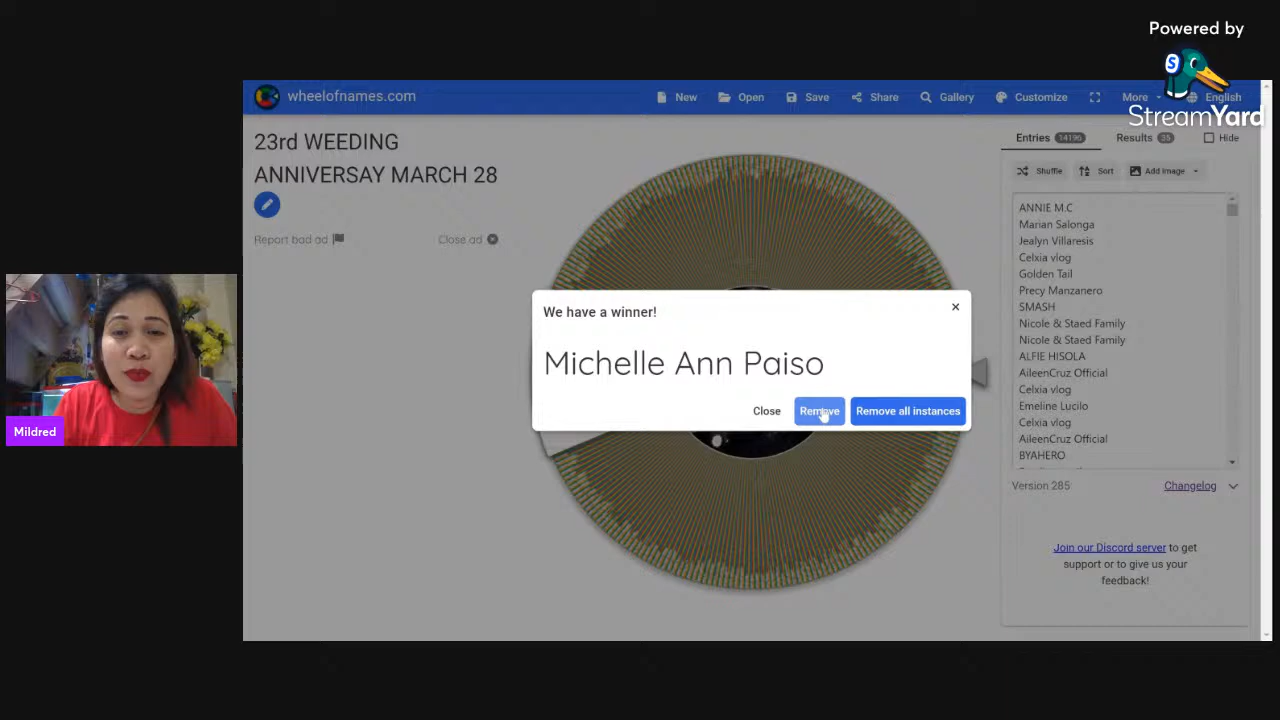 Powered by
StreamYard
wheelofnames.com
New
Open
Save
Share
Gallery
Customize
More
English
23rd WEEDING
ANNIVERSAY MARCH 28
Report bad ad
Close ad
Entries 14196
Results 35
Hide
Shuffle
Sort
Add Image
ANNIE M.C
Marian Salonga
Jealyn Villaresis
Celxia vlog
Golden Tail
Precy Manzanero
SMASH
Nicole & Staed Family
Nicole & Staed Family
ALFIE HISOLA
AileenCruz Official
Celxia vlog
Emeline Lucilo
Celxia vlog
AileenCruz Official
BYAHERO
We have a winner!
Michelle Ann Paiso
Close
Remove
Remove all instances
Version 285
Changelog
Join our Discord server to get
support or to give us your
feedback!
Mildred